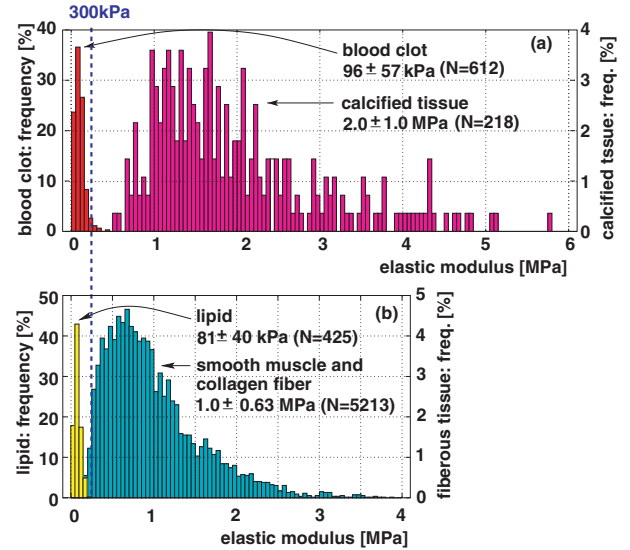 300kPa
40
30
20
10
0
blood clot: frequency [%]
(a)
blood clot
96 ± 57 kPa (N=612)
calcified tissue
2.0 ± 1.0 MPa (N=218)
4
3
2
1
0
calcified tssue: freq. [%]
0 1 2 3 4 5 6
elastic modulus [MPa]
50
40
30
20
10
0
lipid: frequency [%]
(b)
lipid
81 ± 40 kPa (N=425)
smooth muscle and
collagen fiber
1.0 ± 0.63 MPa (N=5213)
5
4
3
2
1
0
fiberous tissue: freq. [%]
0 1 2 3 4
elastic modulus [MPa]